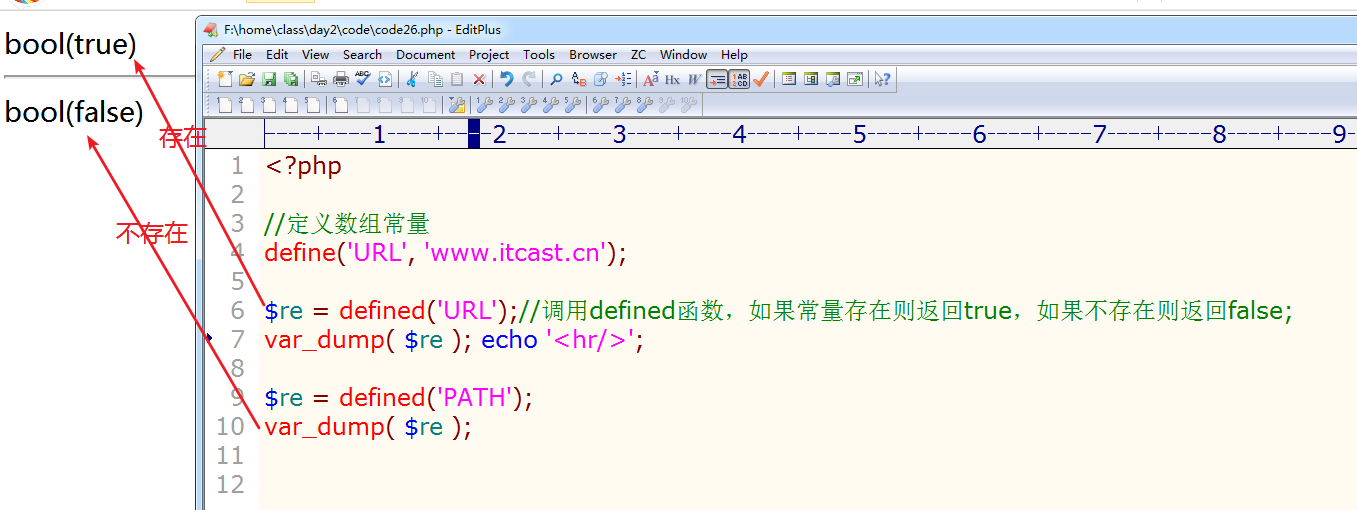 bool(true)
bool(false)
存在
不存在
F:\home\class\day2\code\code26.php - EditPlus
File Edit View Search Document Project Tools Browser ZC Window Help
----+----1----+----2----+----3----+----4----+----5----+----6----+----7----+----8----+----9-
1 <?php
2
3 //定义数组常量
4 define('URL', 'www.itcast.cn');
5
6 $re = defined('URL');//调用defined函数，如果常量存在则返回true，如果不存在则返回false;
7 var_dump( $re ); echo '<hr/>';
8
9 $re = defined('PATH');
10 var_dump( $re );
11
12